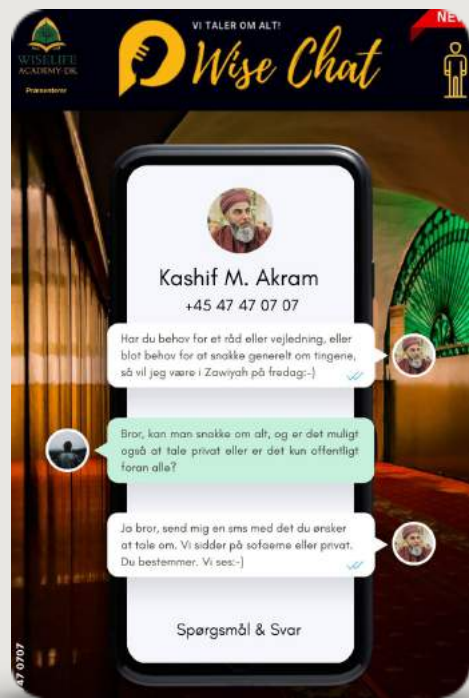 WISELIFE
ACADEMY·DK
Præsenterer
VI TALER OM ALT!
Wise Chat
NEW
Kashif M. Akram
+45 47 47 07 07
Har du behov for et råd eller vejledning, eller
blot behov for at snakke generelt om tingene,
så vil jeg være i Zawiyah på fredag:-)
Bror, kan man snakke om alt, og er det muligt
også at tale privat eller er det kun offentligt
foran alle?
Ja bror, send mig en sms med det du ønsker
at tale om. Vi sidder på sofaerne eller privat.
Du bestemmer. Vi ses:-)
Spørgsmål & Svar
47 0707